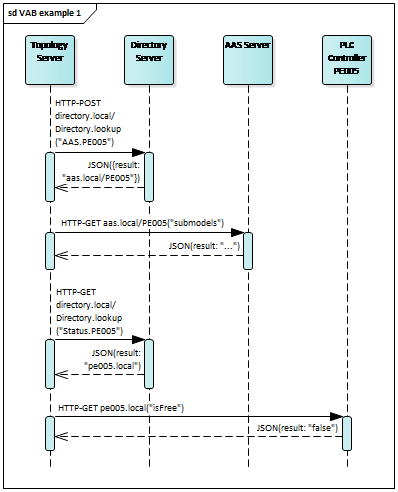 sd VAB example 1
Topology
Server
Directory
Server
AAS Server
PLC
Controller
PE005
HTTP-POST
directory.local/
Directory.lookup
("AAS.PE005")
JSON({result:
"aas.local/PE005"})
HTTP-GET aas.local/PE005("submodels")
JSON(result: "...")
HTTP-GET
directory.local/
Directory.lookup
("Status.PE005")
JSON(result:
"pe005.local")
HTTP-GET pe005.local("isFree")
JSON(result: "false")